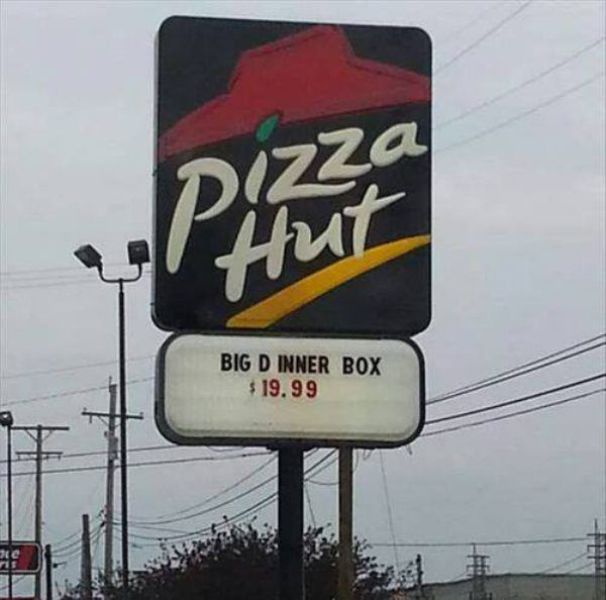 Pizza
Hut
BIG D INNER BOX
$19.99